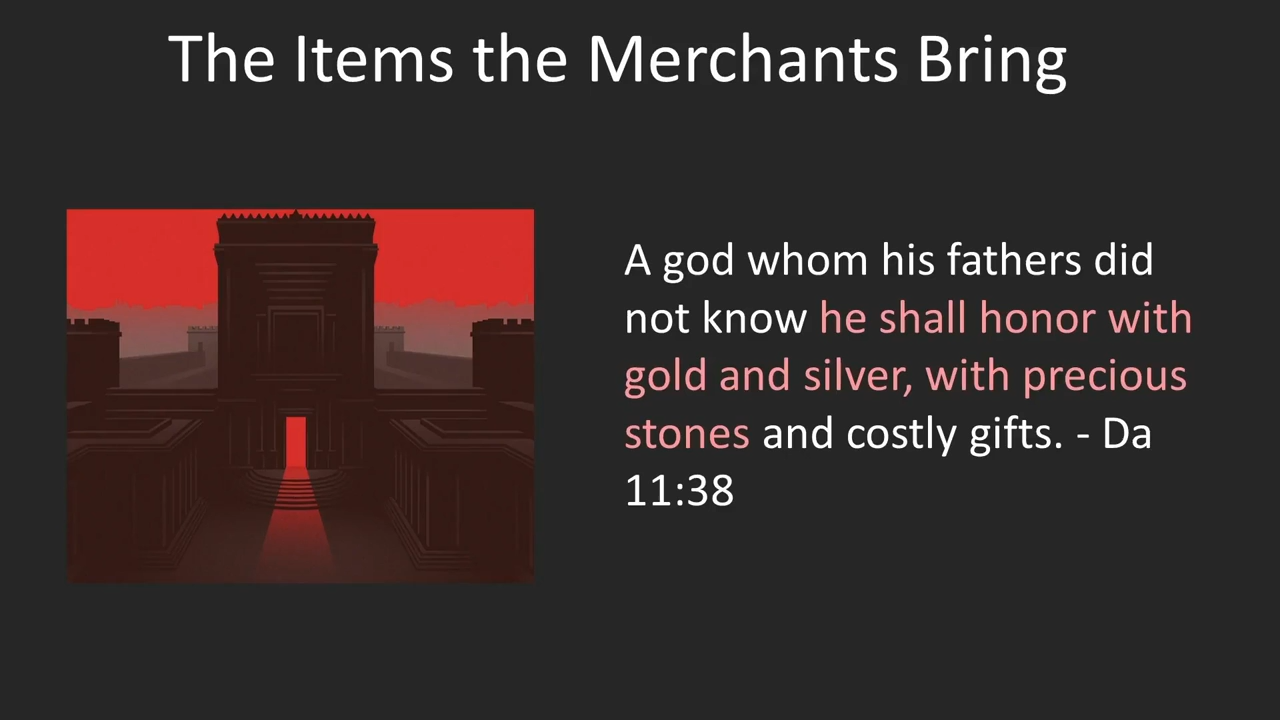 The Items the Merchants Bring
A god whom his fathers did
not know he shall honor with
gold and silver, with precious
stones and costly gifts. - Da
11:38